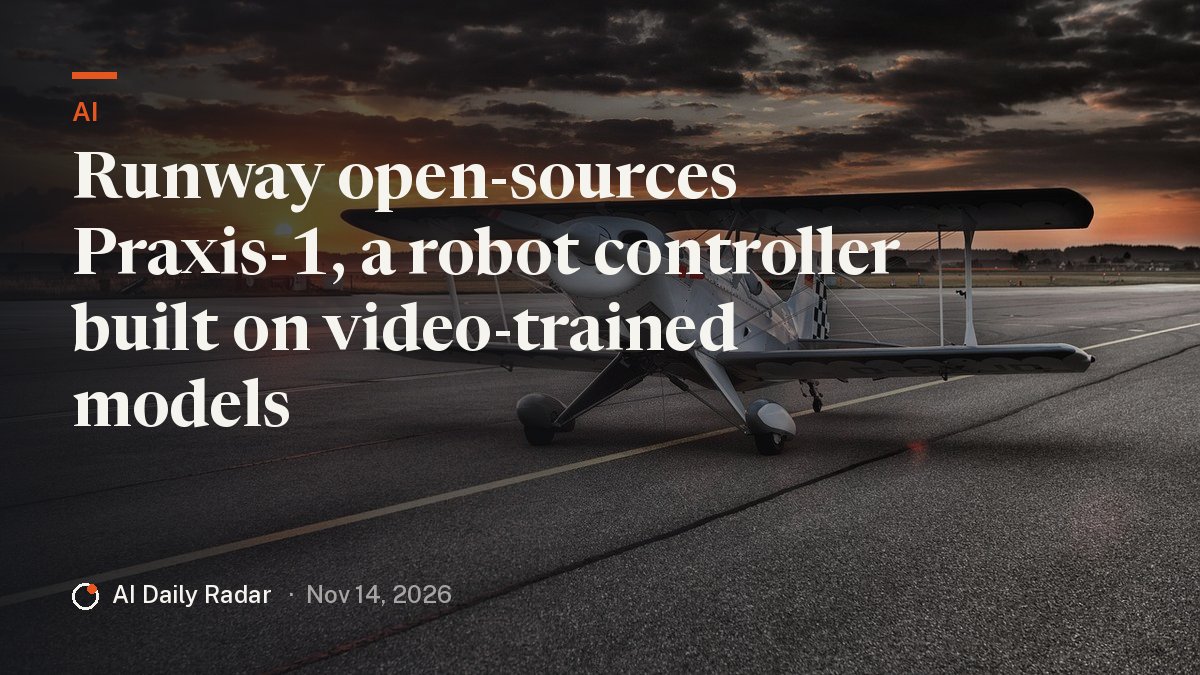 AI
Runway open-sources
Praxis-1, a robot controller
built on video-trained
models
AI Daily Radar · Nov 14, 2026